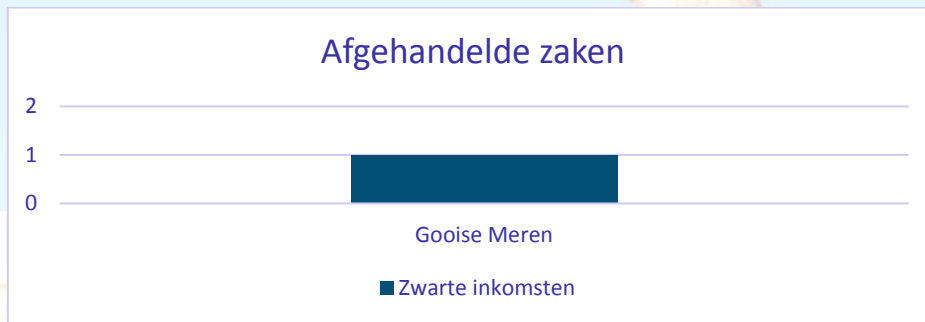 Afgehandelde zaken
2
1
0
Gooise Meren
Zwarte inkomsten